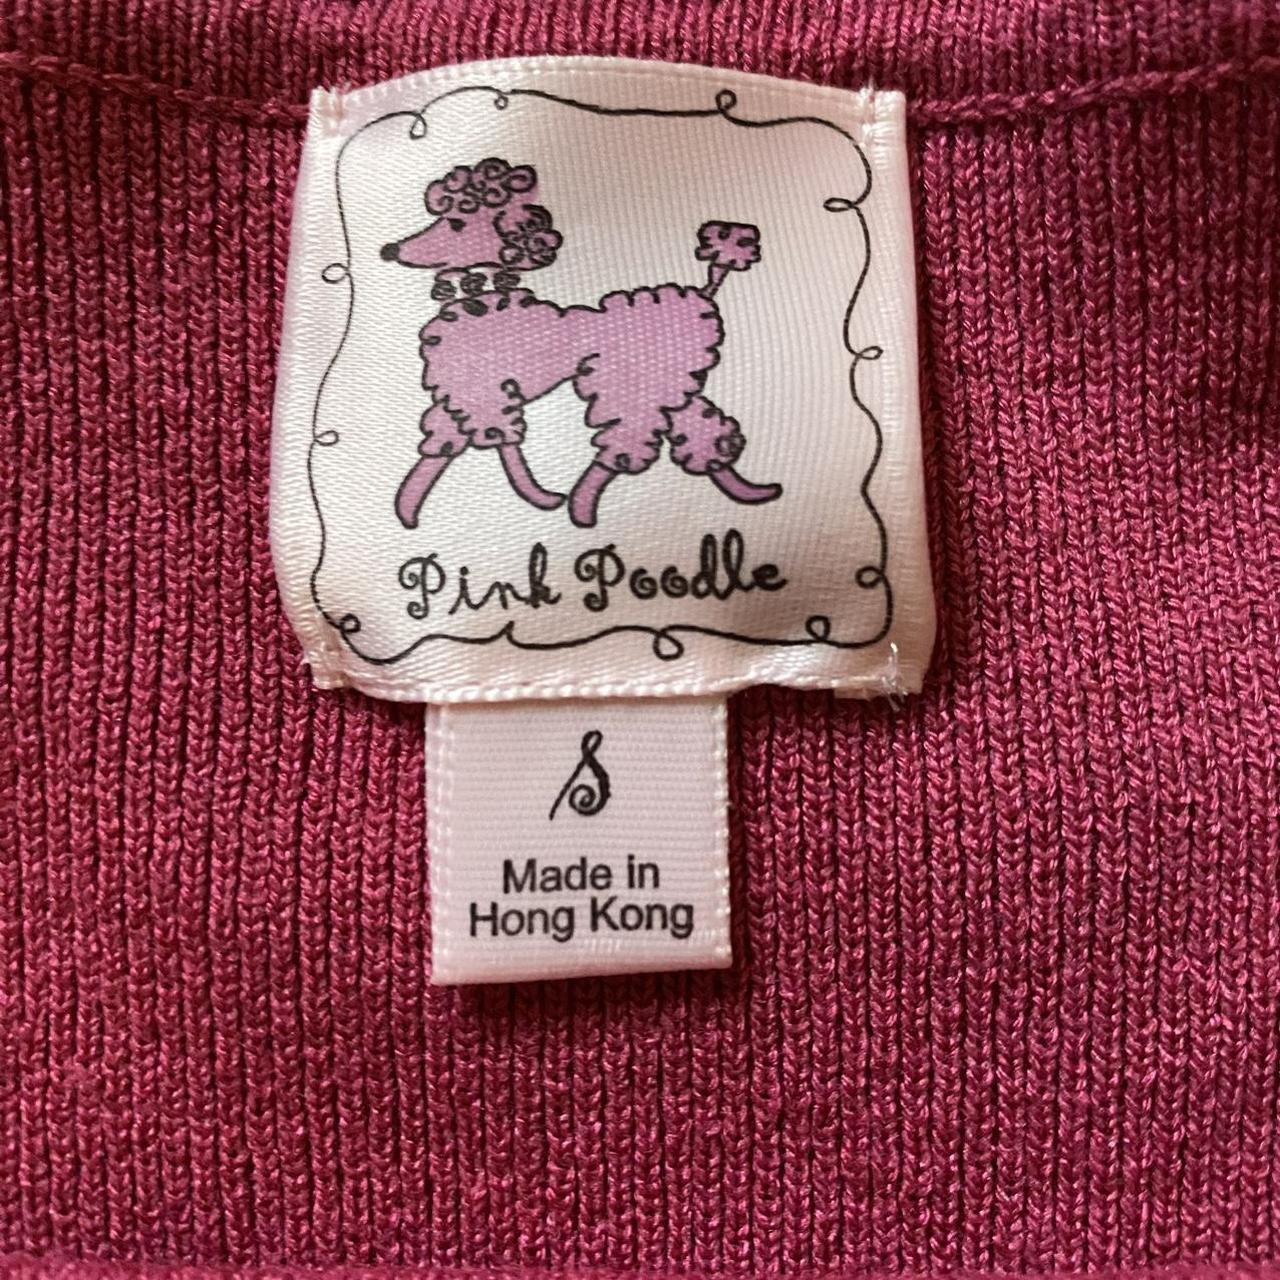 Pink Poodle
S
Made in
Hong Kong